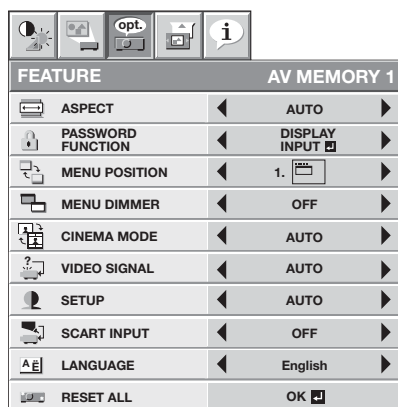 opt.
i
FEATURE AV MEMORY 1
ASPECT AUTO
PASSWORD FUNCTION DISPLAY INPUT
MENU POSITION 1.
MENU DIMMER OFF
CINEMA MODE AUTO
VIDEO SIGNAL AUTO
SETUP AUTO
SCART INPUT OFF
A Ë LANGUAGE English
RESET ALL OK